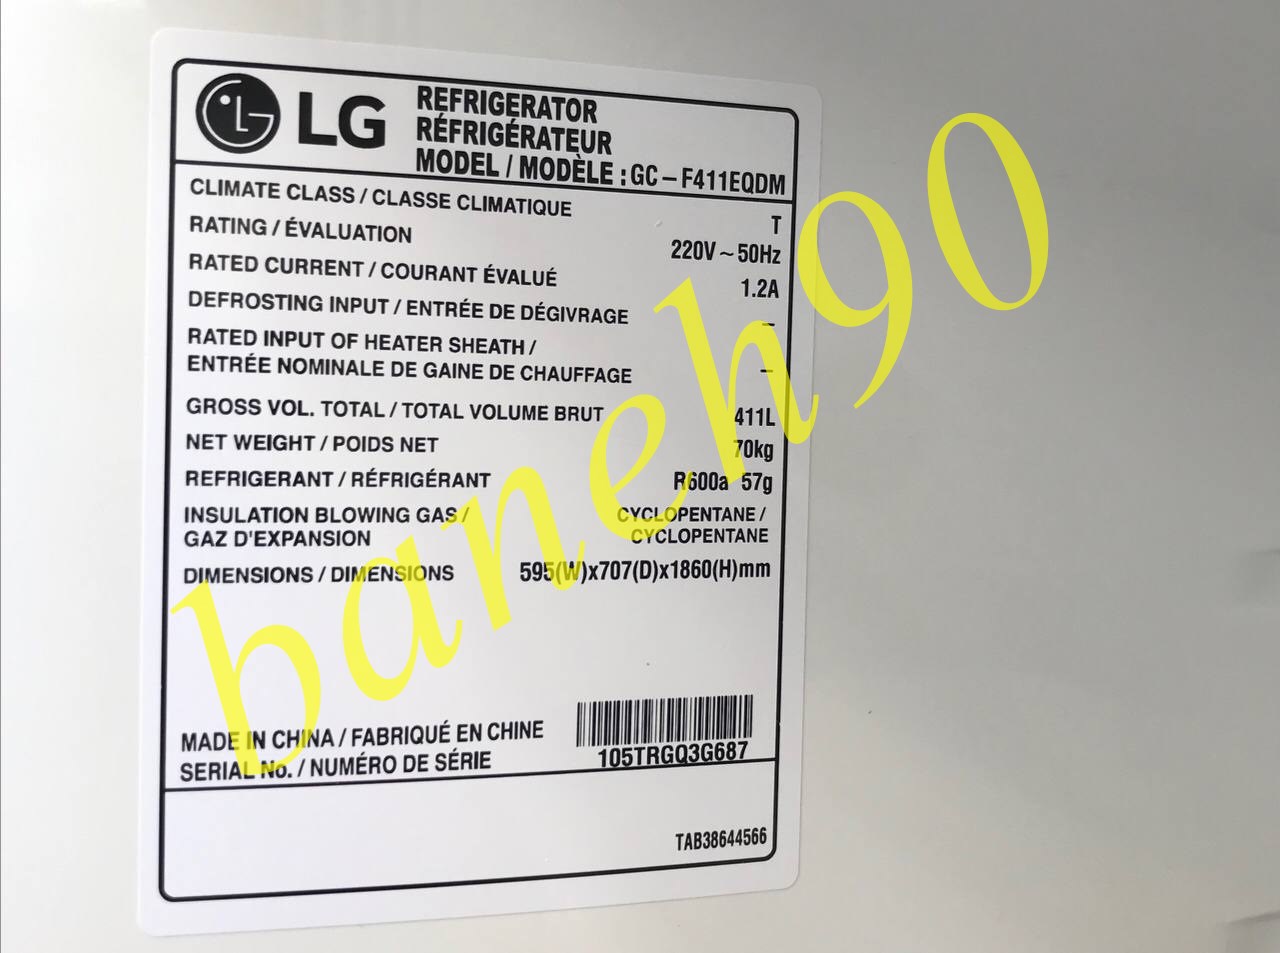 LG
REFRIGERATOR
RÉFRIGÉRATEUR
MODEL / MODÈLE : GC-F411EQDM
CLIMATE CLASS / CLASSE CLIMATIQUE T
RATING / ÉVALUATION 220V ~ 50Hz
RATED CURRENT / COURANT ÉVALUÉ 1.2A
DEFROSTING INPUT / ENTRÉE DE DÉGIVRAGE –
RATED INPUT OF HEATER SHEATH /
ENTRÉE NOMINALE DE GAINE DE CHAUFFAGE –
GROSS VOL. TOTAL / TOTAL VOLUME BRUT 411L
NET WEIGHT / POIDS NET 70kg
REFRIGERANT / RÉFRIGÉRANT R600a 57g
INSULATION BLOWING GAS / CYCLOPENTANE /
GAZ D'EXPANSION CYCLOPENTANE
DIMENSIONS / DIMENSIONS 595(W)x707(D)x1860(H)mm
MADE IN CHINA / FABRIQUÉ EN CHINE
SERIAL No. / NUMÉRO DE SÉRIE 105TRGQ3G687
TAB38644566
baneh90